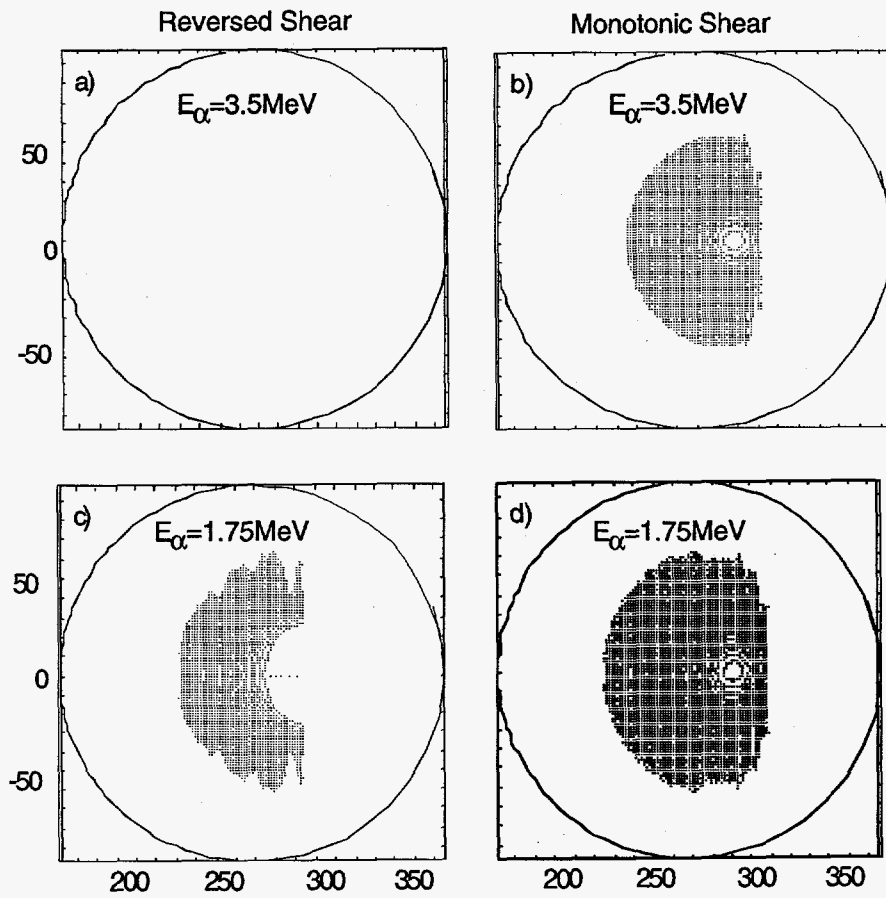 Reversed Shear
Monotonic Shear
a)
Eα=3.5MeV
b)
Eα=3.5MeV
50
0
-50
c)
Eα=1.75MeV
d)
Eα=1.75MeV
50
0
-50
200 250 300 350
200 250 300 350